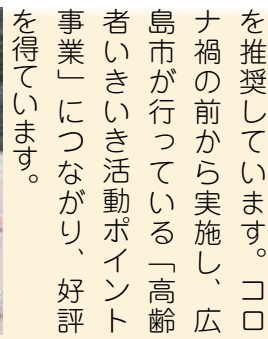 を推奨しています。コロ
ナ禍の前から実施し、広
島市が行っている「高齢
者いきいき活動ポイント
事業」につながり、好評
を得ています。